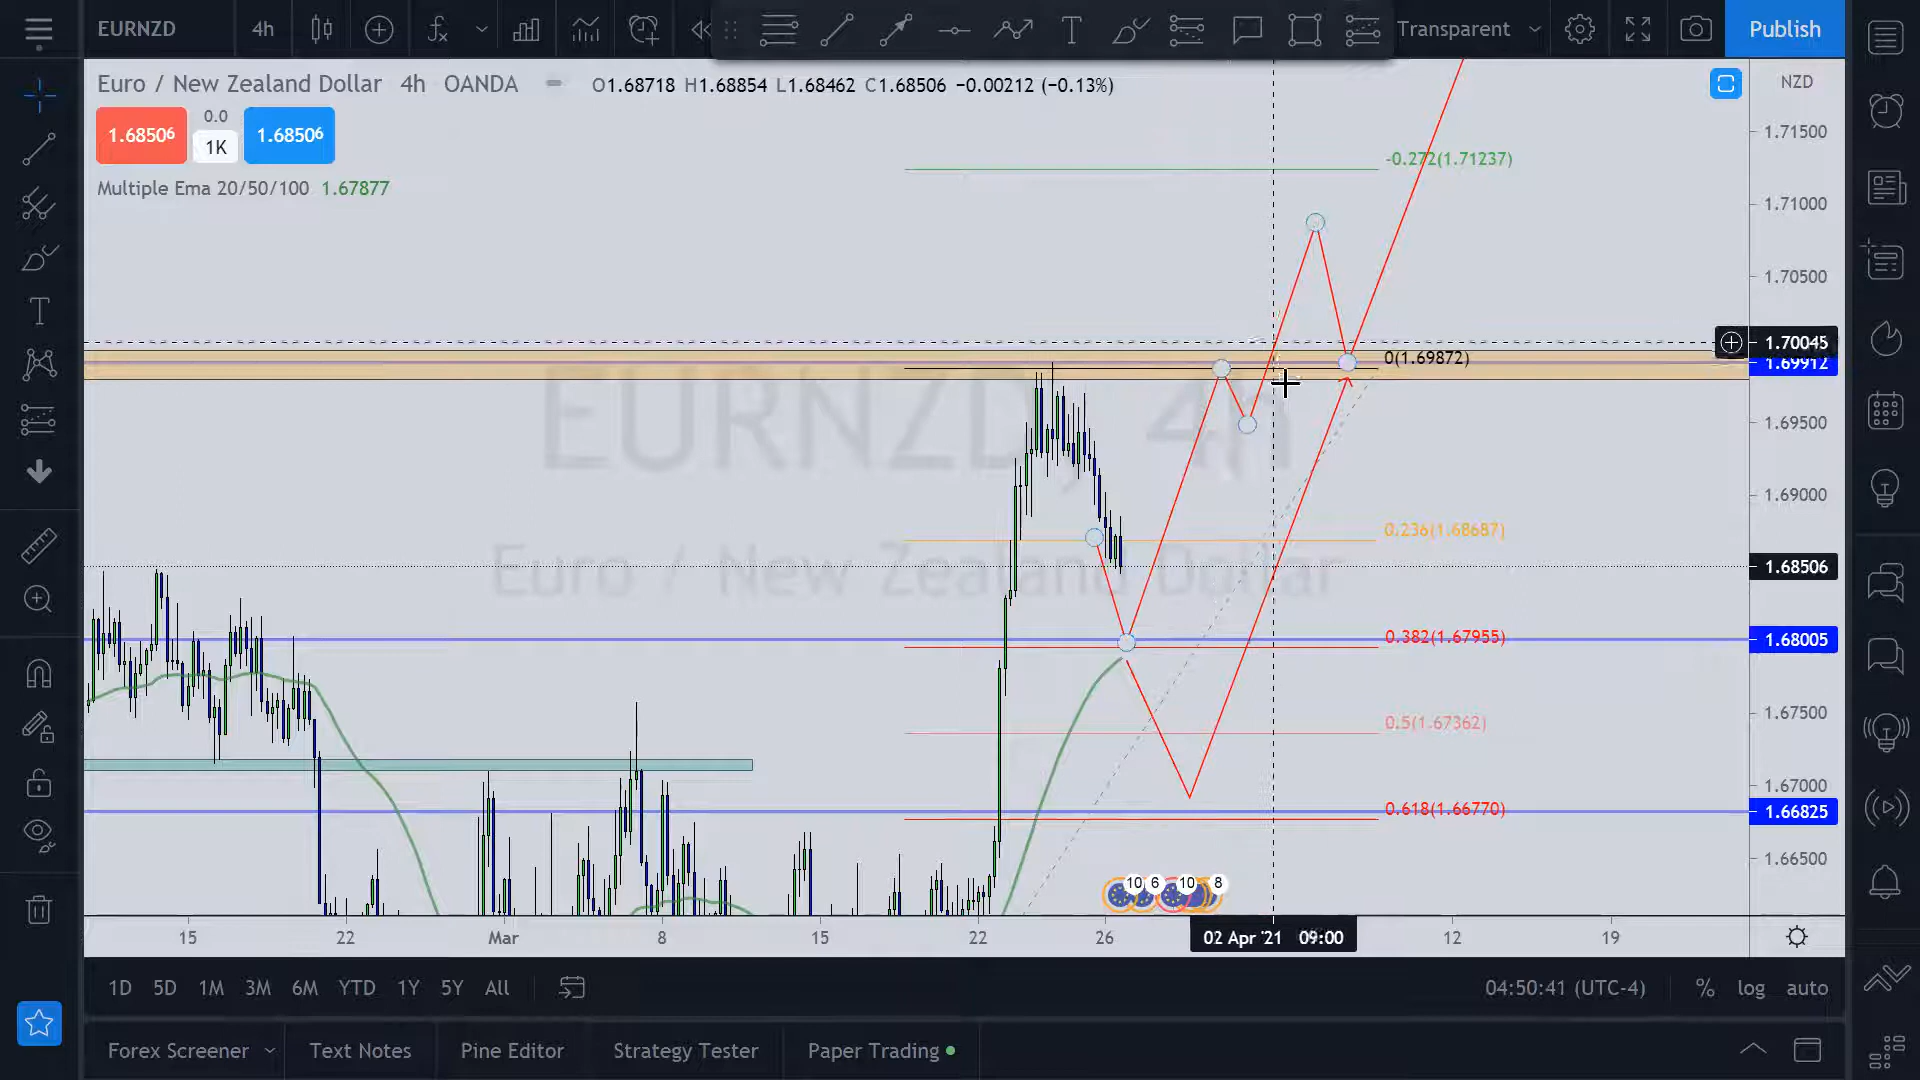 EURNZD 4h Transparent Publish
Euro / New Zealand Dollar 4h OANDA O1.68718 H1.68854 L1.68462 C1.68506 −0.00212 (−0.13%) NZD
1.68506 0.0 1K 1.68506
Multiple Ema 20/50/100 1.67877
1.71500
-0.272(1.71237)
1.71000
1.70500
1.70045
0(1.69872) 1.69912
EURNZD, 4h
1.69500
1.69000
0.236(1.68687)
Euro / New Zealand Dollar
1.68506
0.382(1.67955) 1.68005
0.5(1.67362) 1.67500
1.67000
0.618(1.66770) 1.66825
1.66500
10 6 10 8
15 22 Mar 8 15 22 26 02 Apr '21 09:00 12 19
1D 5D 1M 3M 6M YTD 1Y 5Y All 04:50:41 (UTC-4) % log auto
Forex Screener Text Notes Pine Editor Strategy Tester Paper Trading